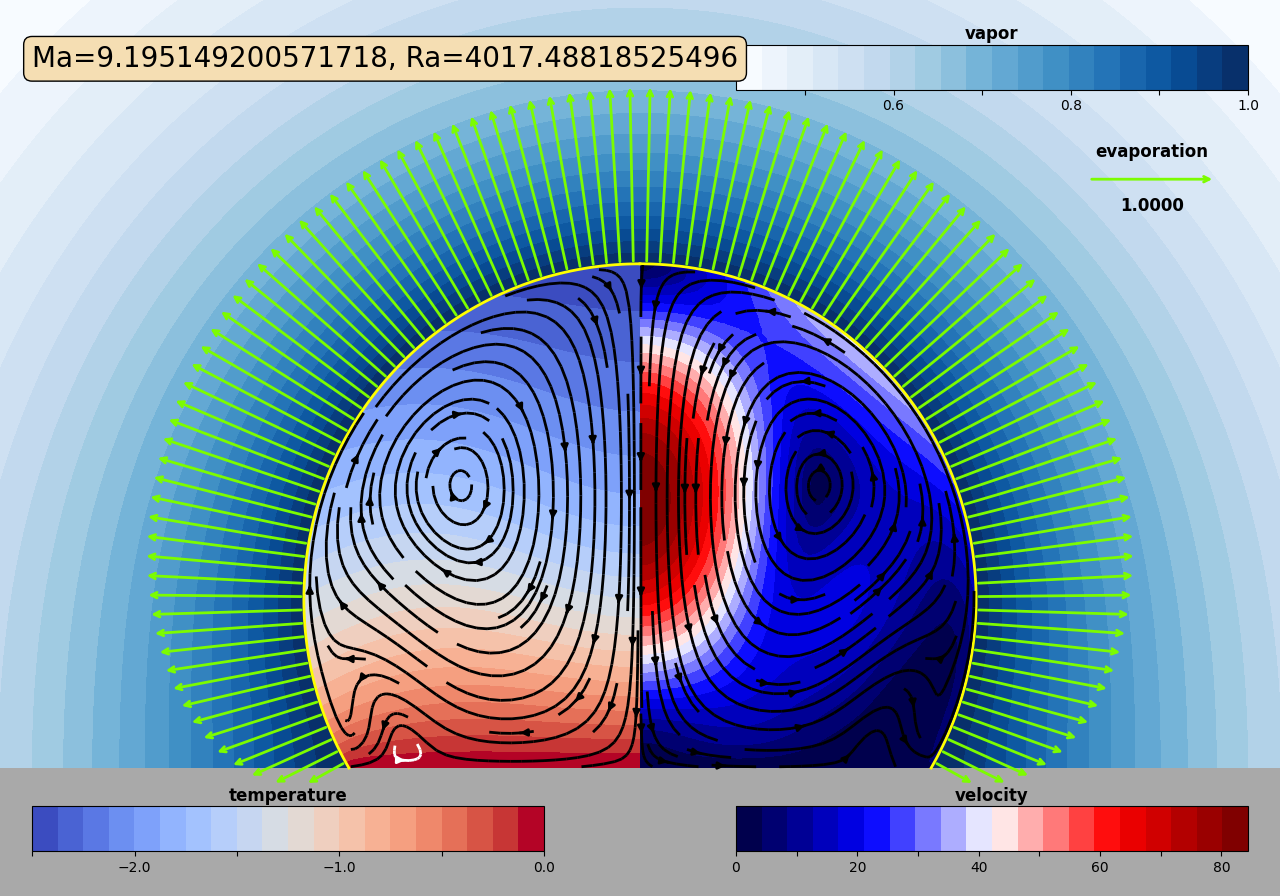 Ma=9.195149200571718, Ra=4017.48818525496
vapor
0.6 0.8 1.0
evaporation
1.0000
temperature
−2.0 −1.0 0.0
velocity
0 20 40 60 80